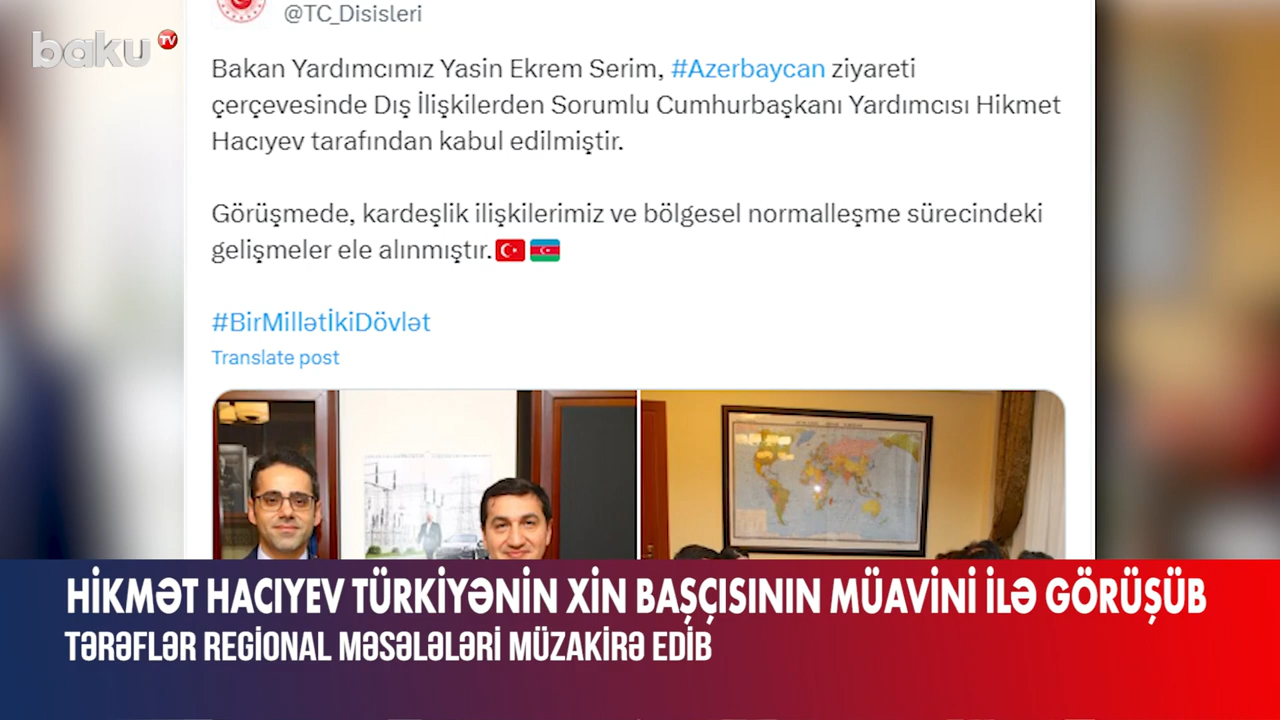 @TC_Disisleri
baku TV
Bakan Yardımcımız Yasin Ekrem Serim, #Azerbaycan ziyareti
çerçevesinde Dış İlişkilerden Sorumlu Cumhurbaşkanı Yardımcısı Hikmet
Hacıyev tarafından kabul edilmiştir.
Görüşmede, kardeşlik ilişkilerimiz ve bölgesel normalleşme sürecindeki
gelişmeler ele alınmıştır.
#BirMillətİkiDövlət
Translate post
HİKMƏT HACIYEV TÜRKİYƏNİN XİN BAŞÇISININ MÜAVİNİ İLƏ GÖRÜŞÜB
TƏRƏFLƏR REGIONAL MƏSƏLƏLƏRİ MÜZAKİRƏ EDİB